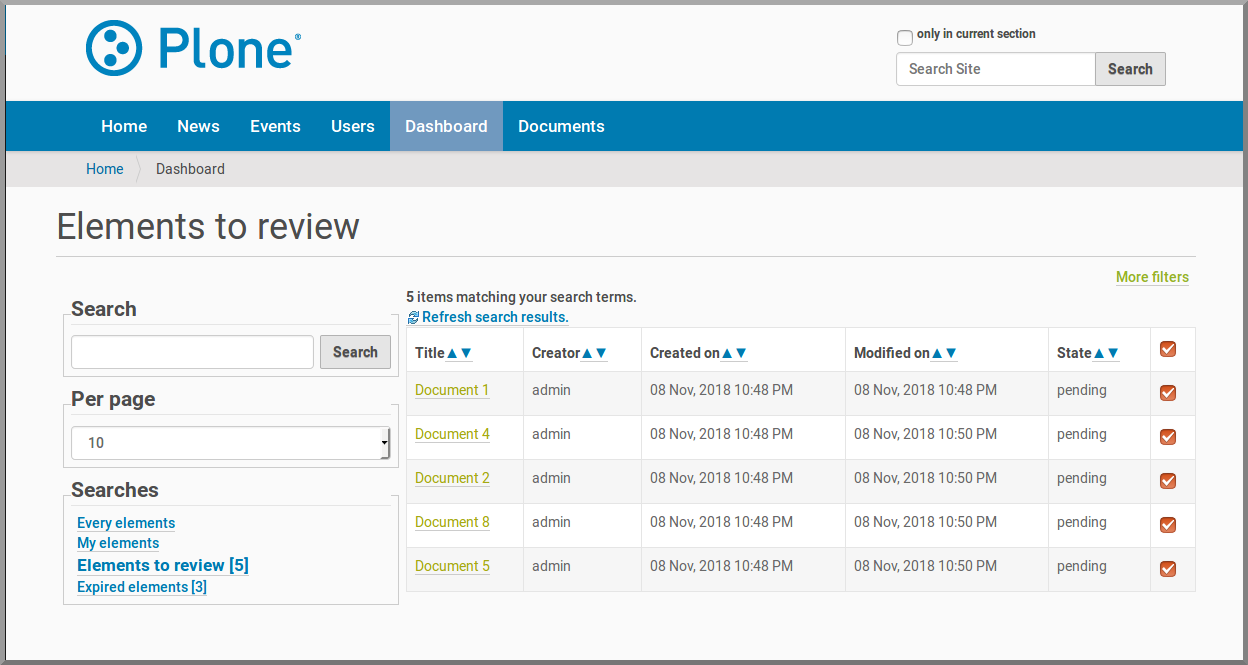 Plone®
only in current section
Search Site
Search
Home News Events Users Dashboard Documents
Home Dashboard
Elements to review
More filters
Search
Search
Per page
10
Searches
Every elements
My elements
Elements to review [5]
Expired elements [3]
5 items matching your search terms.
Refresh search results.
Title▲▼ Creator▲▼ Created on▲▼ Modified on▲▼ State▲▼
Document 1 admin 08 Nov, 2018 10:48 PM 08 Nov, 2018 10:48 PM pending
Document 4 admin 08 Nov, 2018 10:48 PM 08 Nov, 2018 10:50 PM pending
Document 2 admin 08 Nov, 2018 10:48 PM 08 Nov, 2018 10:50 PM pending
Document 8 admin 08 Nov, 2018 10:48 PM 08 Nov, 2018 10:50 PM pending
Document 5 admin 08 Nov, 2018 10:48 PM 08 Nov, 2018 10:50 PM pending